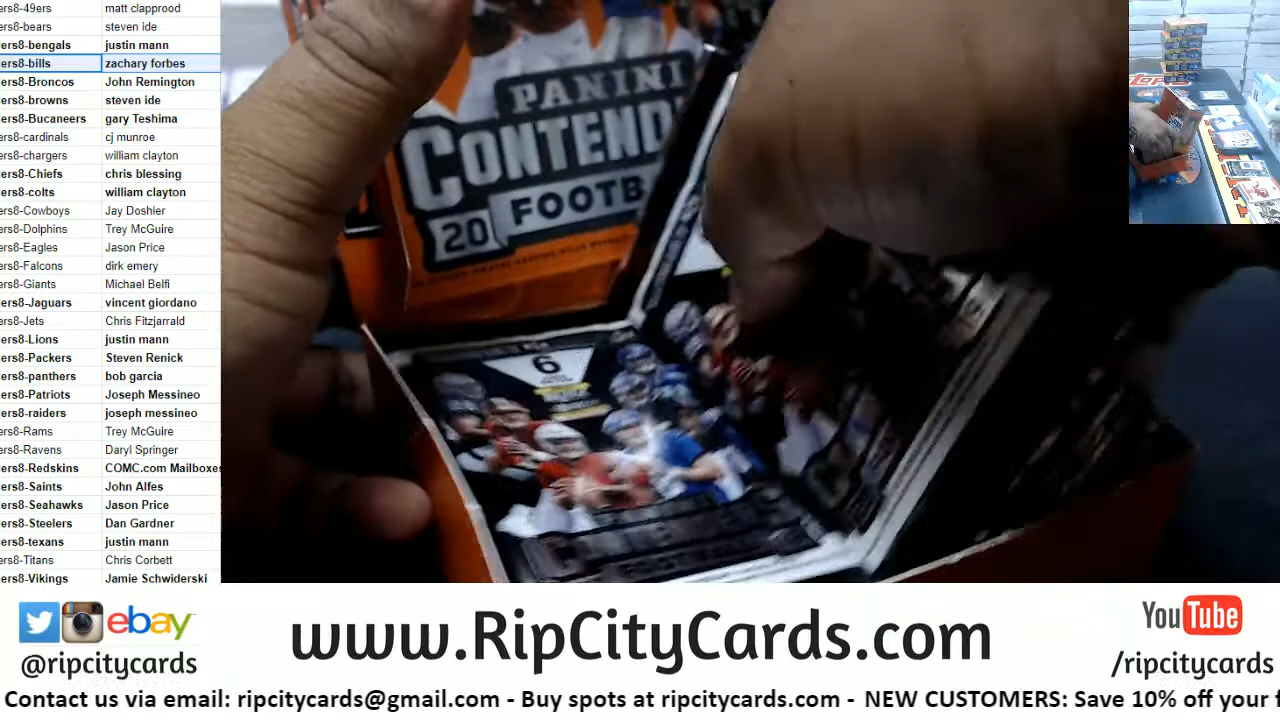 ers8-49ers matt clapprood
ers8-bears steven ide
ers8-bengals justin mann
ers8-bills zachary forbes
ers8-Broncos John Remington
ers8-browns steven ide
ers8-Bucaneers gary Teshima
ers8-cardinals cj munroe
ers8-chargers william clayton
ers8-Chiefs chris blessing
ers8-colts william clayton
ers8-Cowboys Jay Doshier
ers8-Dolphins Trey McGuire
ers8-Eagles Jason Price
ers8-Falcons dirk emery
ers8-Giants Michael Belfi
ers8-Jaguars vincent giordano
ers8-Jets Chris Fitzjarrald
ers8-Lions justin mann
ers8-Packers Steven Renick
ers8-panthers bob garcia
ers8-Patriots Joseph Messineo
ers8-raiders joseph messineo
ers8-Rams Trey McGuire
ers8-Ravens Daryl Springer
ers8-Redskins COMC.com Mailboxes
ers8-Saints John Alfes
ers8-Seahawks Jason Price
ers8-Steelers Dan Gardner
ers8-texans justin mann
ers8-Titans Chris Corbett
ers8-Vikings Jamie Schwiderski
PANINI
CONTEND
20 FOOTB
6
ebay
@ripcitycards
www.RipCityCards.com
YouTube
/ripcitycards
Contact us via email: ripcitycards@gmail.com - Buy spots at ripcitycards.com - NEW CUSTOMERS: Save 10% off your f